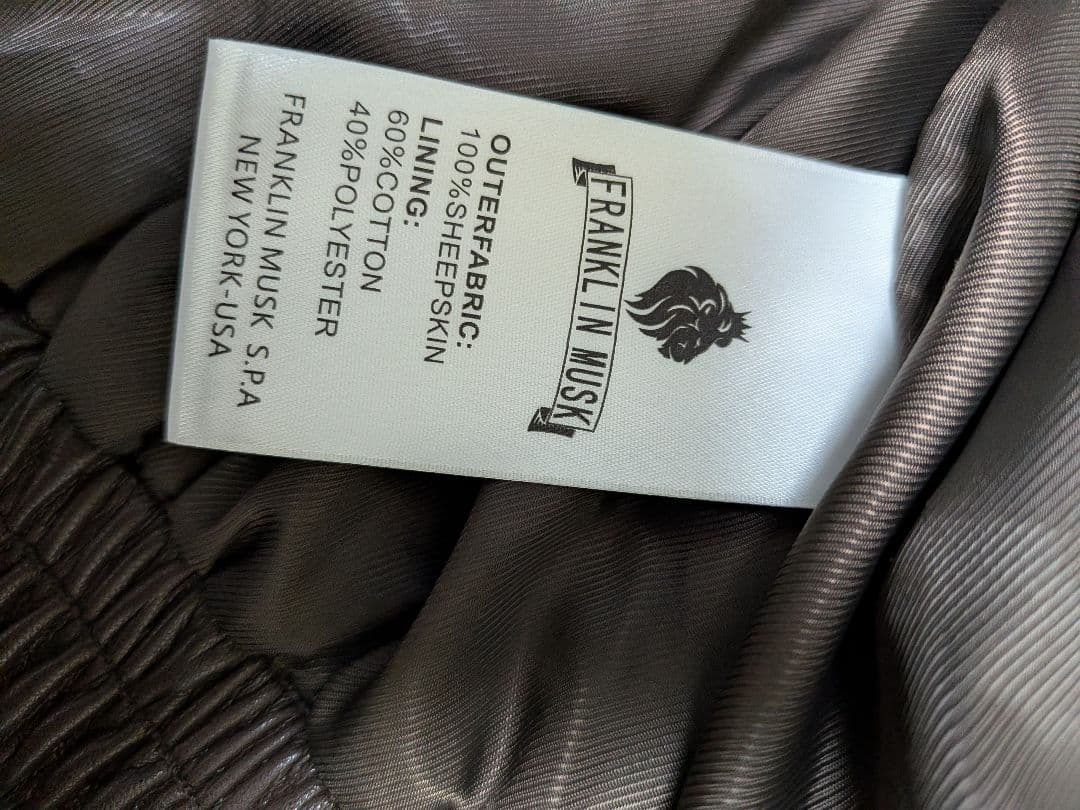 FRANKLIN MUSK
OUTERFABRIC:
100%SHEEPSKIN
LINING:
60%COTTON
40%POLYESTER
FRANKLIN MUSK S.P.A
NEW YORK-USA